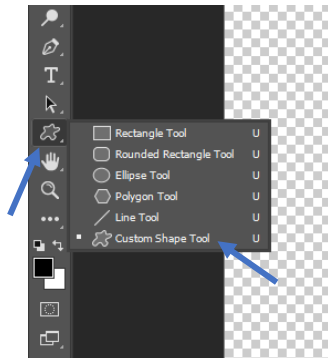 T
Rectangle Tool U
Rounded Rectangle Tool U
Ellipse Tool U
Polygon Tool U
Line Tool U
Custom Shape Tool U